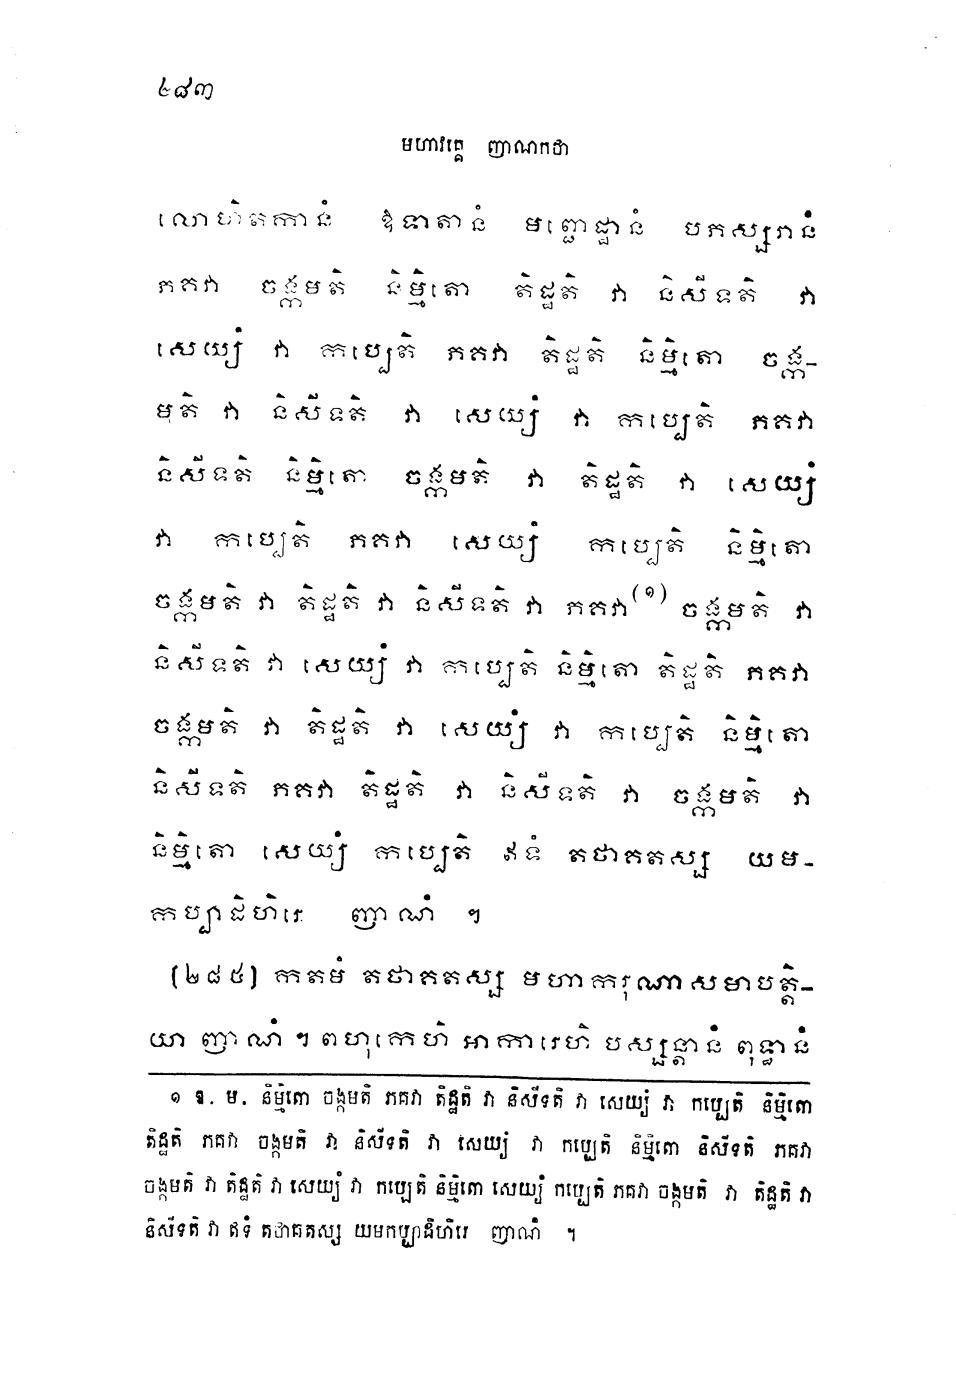 ៤៨៣
មហាវគ្គេ ញាណកថា
លោហិតកានំ ឱទាតានំ មញ្ជេដ្ឋានំ បភស្សរានំ
ភគវា ចង្កមតិ និម្មិតោ តិដ្ឋតិ វា និសីទតិ វា
សេយ្យំ វា កប្បេតិ ភគវា តិដ្ឋតិ និម្មិតោ ចង្ក-
មតិ វា និសីទតិ វា សេយ្យំ វា កប្បេតិ ភគវា
និសីទតិ និម្មិតោ ចង្កមតិ វា តិដ្ឋតិ វា សេយ្យំ
វា កប្បេតិ ភគវា សេយ្យំ កប្បេតិ និម្មិតោ
ចង្កមតិ វា តិដ្ឋតិ វា និសីទតិ វា ភគវា(១) ចង្កមតិ វា
និសីទតិ វា សេយ្យំ វា កប្បេតិ និម្មិតោ តិដ្ឋតិ ភគវា
ចង្កមតិ វា តិដ្ឋតិ វា សេយ្យំ វា កប្បេតិ និម្មិតោ
និសីទតិ ភគវា តិដ្ឋតិ វា និសីទតិ វា ចង្កមតិ វា
និម្មិតោ សេយ្យំ កប្បេតិ ឥទំ តថាគតស្ស យម-
កប្បាដិហិរេ ញាណំ ។
(២៨៥) កតមំ តថាគតស្ស មហាករុណាសមាបត្តិ-
យា ញាណំ ។ ពហុកេហិ អាការេហិ បស្សន្តានំ ពុទ្ធានំ
១ ឱ. ម. និម្មិតោ ចង្កមតិ ភគវា តិដ្ឋតិ វា និសីទតិ វា សេយ្យំ វា កប្បេតិ និម្មិតោ
តិដ្ឋតិ ភគវា ចង្កមតិ វា និសីទតិ វា សេយ្យំ វា កប្បេតិ និម្មិតោ និសីទតិ ភគវា
ចង្កមតិ វា តិដ្ឋតិ វា សេយ្យំ វា កប្បេតិ និម្មិតោ សេយ្យំ កប្បេតិ ភគវា ចង្កមតិ វា តិដ្ឋតិ វា
និសីទតិ វា ឥទំ តថាគតស្ស យមកប្បាដិហិរេ ញាណំ ។